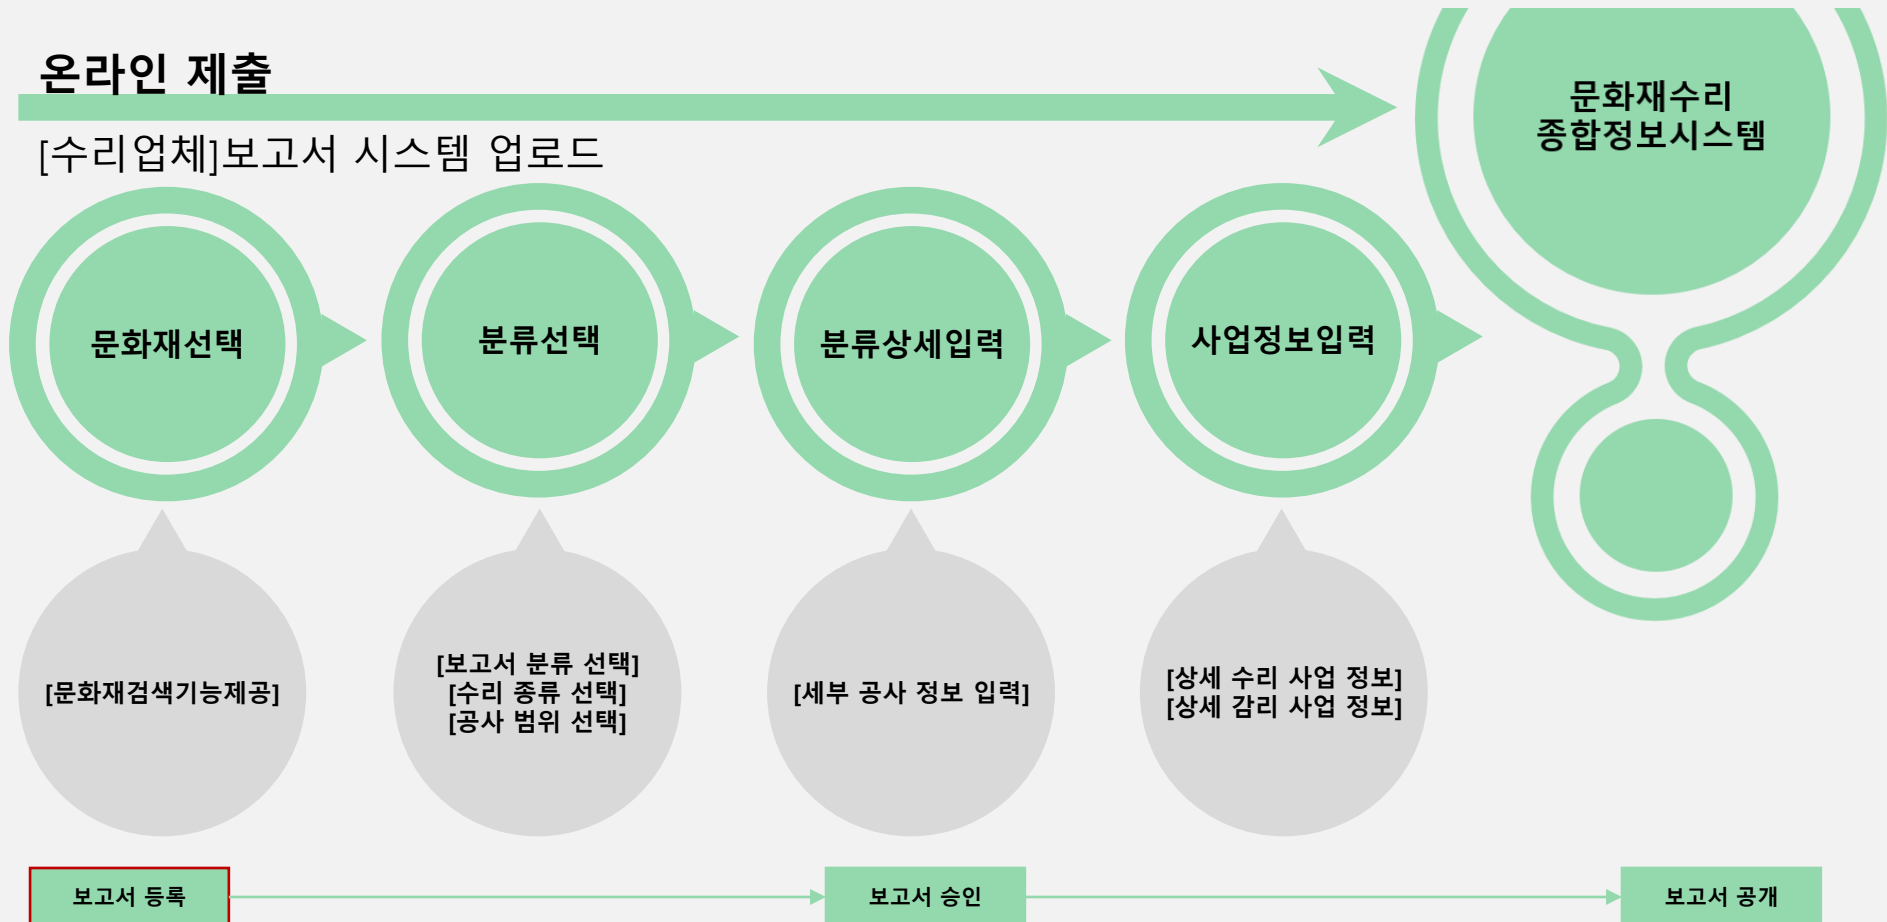 온라인 제출
[수리업체]보고서 시스템 업로드
문화재수리
종합정보시스템
문화재선택
분류선택
분류상세입력
사업정보입력
[문화재검색기능제공]
[보고서 분류 선택]
[수리 종류 선택]
[공사 범위 선택]
[세부 공사 정보 입력]
[상세 수리 사업 정보]
[상세 감리 사업 정보]
보고서 등록
보고서 승인
보고서 공개